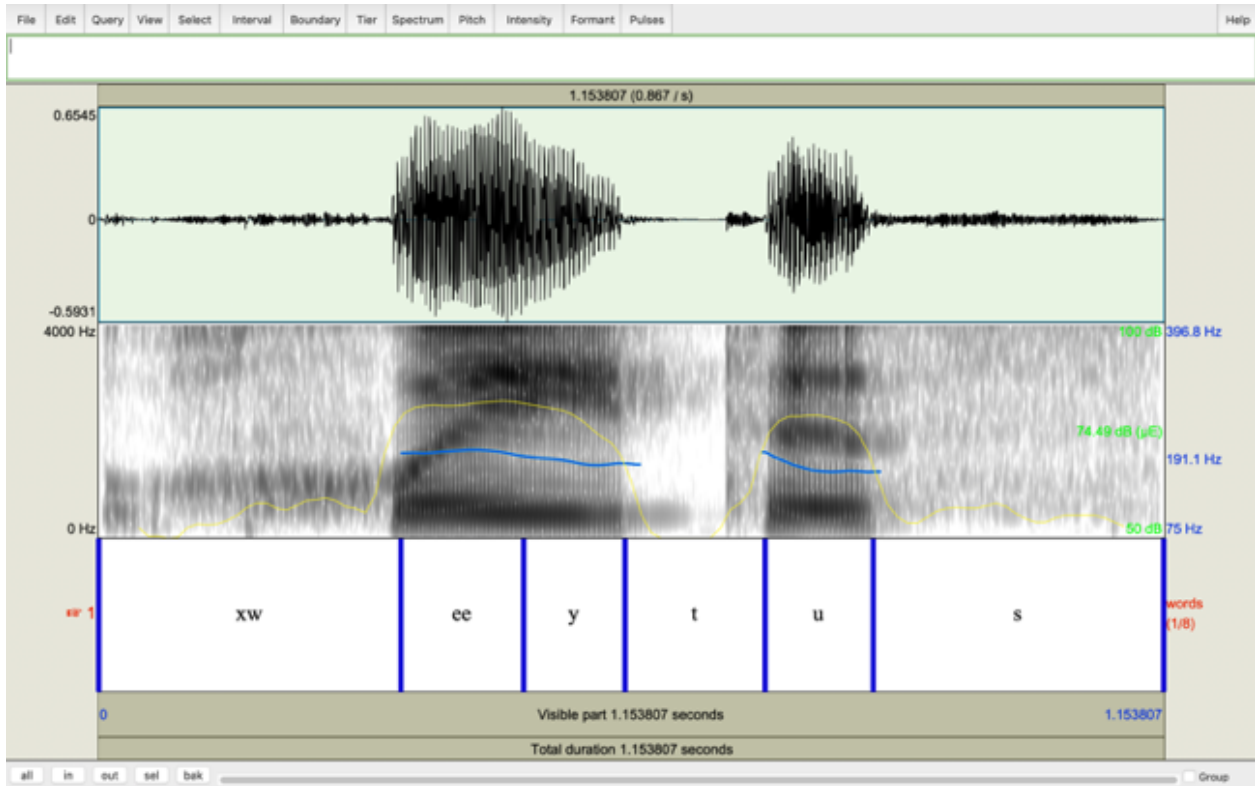 File Edit Query View Select Interval Boundary Tier Spectrum Pitch Intensity Formant Pulses Help
1.153807 (0.867 / s)
0.6545
0
-0.5931
4000 Hz 100 dB 396.8 Hz
74.49 dB (µE)
191.1 Hz
0 Hz 50 dB 75 Hz
1 xw ee y t u s words
(1/8)
0 Visible part 1.153807 seconds 1.153807
Total duration 1.153807 seconds
all in out sel bak Group